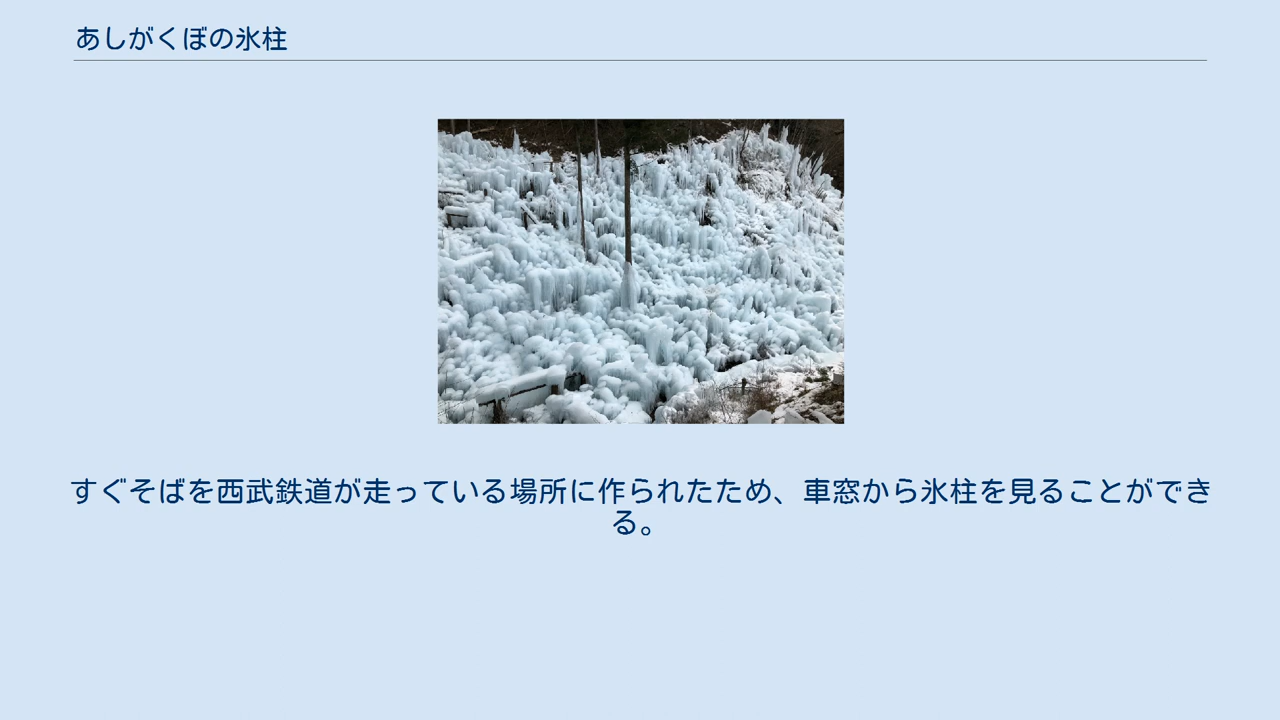 あしがくぼの氷柱
すぐそばを西武鉄道が走っている場所に作られたため、車窓から氷柱を見ることができ
る。